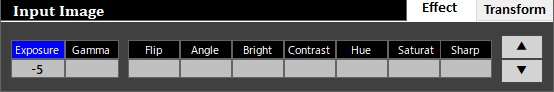 Input Image Effect Transform
Exposure Gamma Flip Angle Bright Contrast Hue Saturat Sharp ▲
-5 ▼